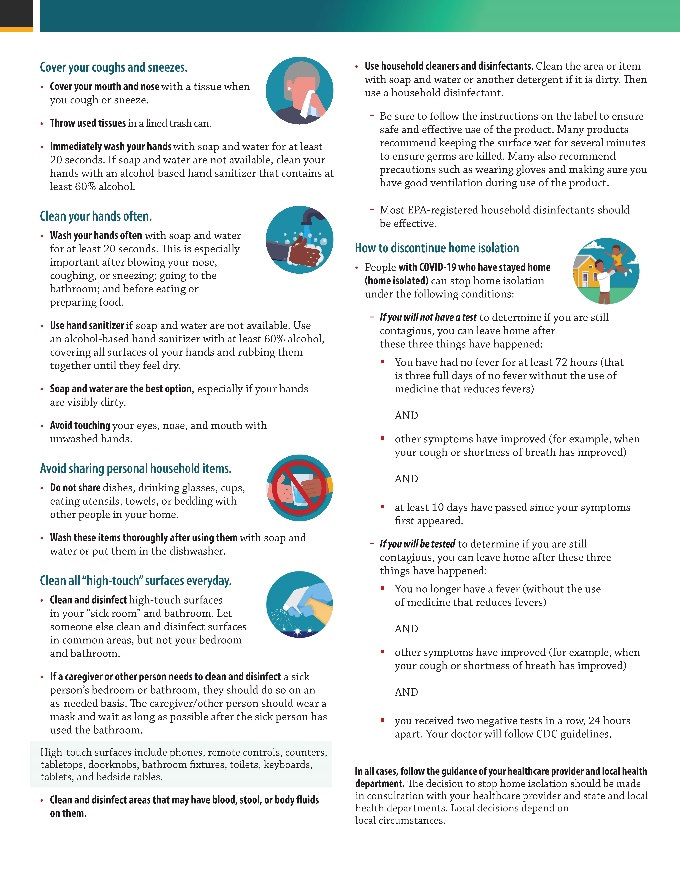 Cover your coughs and sneezes.
• Cover your mouth and nose with a tissue when
you cough or sneeze.
• Throw used tissues in a lined trash can.
• Immediately wash your hands with soap and water for at least
20 seconds. If soap and water are not available, clean your
hands with an alcohol-based hand sanitizer that contains at
least 60% alcohol.
Clean your hands often.
• Wash your hands often with soap and water
for at least 20 seconds. This is especially
important after blowing your nose,
coughing, or sneezing; going to the
bathroom; and before eating or
preparing food.
• Use hand sanitizer if soap and water are not available. Use
an alcohol-based hand sanitizer with at least 60% alcohol,
covering all surfaces of your hands and rubbing them
together until they feel dry.
• Soap and water are the best option, especially if your hands
are visibly dirty.
• Avoid touching your eyes, nose, and mouth with
unwashed hands.
Avoid sharing personal household items.
• Do not share dishes, drinking glasses, cups,
eating utensils, towels, or bedding with
other people in your home.
• Wash these items thoroughly after using them with soap and
water or put them in the dishwasher.
Clean all "high-touch" surfaces everyday.
• Clean and disinfect high-touch surfaces
in your "sick room" and bathroom. Let
someone else clean and disinfect surfaces
in common areas, but not your bedroom
and bathroom.
• If a caregiver or other person needs to clean and disinfect a sick
person's bedroom or bathroom, they should do so on an
as-needed basis. The caregiver/other person should wear a
mask and wait as long as possible after the sick person has
used the bathroom.
High-touch surfaces include phones, remote controls, counters,
tabletops, doorknobs, bathroom fixtures, toilets, keyboards,
tablets, and bedside tables.
• Clean and disinfect areas that may have blood, stool, or body fluids
on them.
• Use household cleaners and disinfectants. Clean the area or item
with soap and water or another detergent if it is dirty. Then
use a household disinfectant.
– Be sure to follow the instructions on the label to ensure
safe and effective use of the product. Many products
recommend keeping the surface wet for several minutes
to ensure germs are killed. Many also recommend
precautions such as wearing gloves and making sure you
have good ventilation during use of the product.
– Most EPA-registered household disinfectants should
be effective.
How to discontinue home isolation
• People with COVID-19 who have stayed home
(home isolated) can stop home isolation
under the following conditions:
– If you will not have a test to determine if you are still
contagious, you can leave home after
these three things have happened:
▪ You have had no fever for at least 72 hours (that
is three full days of no fever without the use of
medicine that reduces fevers)
AND
▪ other symptoms have improved (for example, when
your cough or shortness of breath has improved)
AND
▪ at least 10 days have passed since your symptoms
first appeared.
– If you will be tested to determine if you are still
contagious, you can leave home after these three
things have happened:
▪ You no longer have a fever (without the use
of medicine that reduces fevers)
AND
▪ other symptoms have improved (for example, when
your cough or shortness of breath has improved)
AND
▪ you received two negative tests in a row, 24 hours
apart. Your doctor will follow CDC guidelines.
In all cases, follow the guidance of your healthcare provider and local health
department. The decision to stop home isolation should be made
in consultation with your healthcare provider and state and local
health departments. Local decisions depend on
local circumstances.